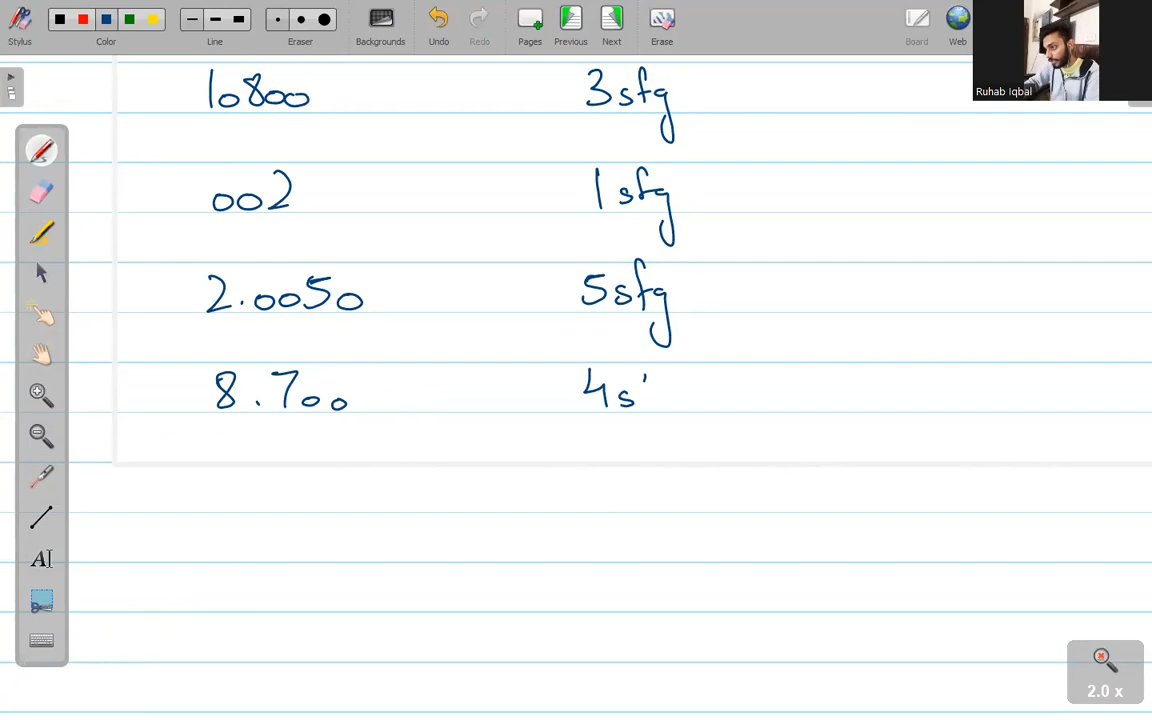 Stylus Color Line Eraser Backgrounds Undo Redo Pages Previous Next Erase Board Web
Ruhab Iqbal
10800 3sfg
002 1sfg
2.0050 5sfg
8.700 4s
AI
2.0 x